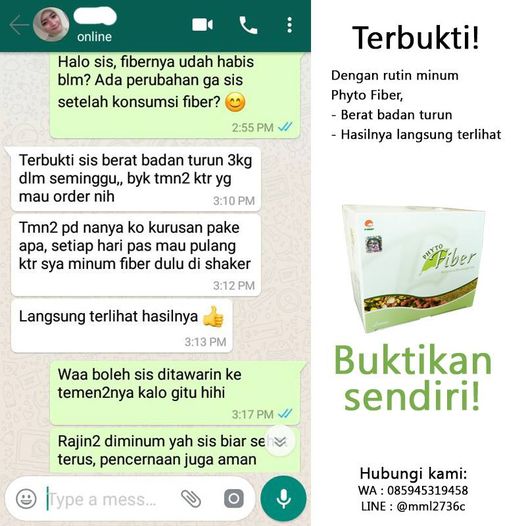 online
Halo sis, fibernya udah habis
blm? Ada perubahan ga sis
setelah konsumsi fiber? 😊
2:55 PM
Terbukti sis berat badan turun 3kg
dlm seminggu,, byk tmn2 ktr yg
mau order nih
3:10 PM
Tmn2 pd nanya ko kurusan pake
apa, setiap hari pas mau pulang
ktr sya minum fiber dulu di shaker
3:12 PM
Langsung terlihat hasilnya 👍
3:13 PM
Waa boleh sis ditawarin ke
temen2nya kalo gitu hihi
3:17 PM
Rajin2 diminum yah sis biar
terus, pencernaan juga aman
Type a mess...
Terbukti!
Dengan rutin minum
Phyto Fiber,
- Berat badan turun
- Hasilnya langsung terlihat
PHYTO
Fiber
Buktikan
sendiri!
Hubungi kami:
WA : 085945319458
LINE : @mml2736c